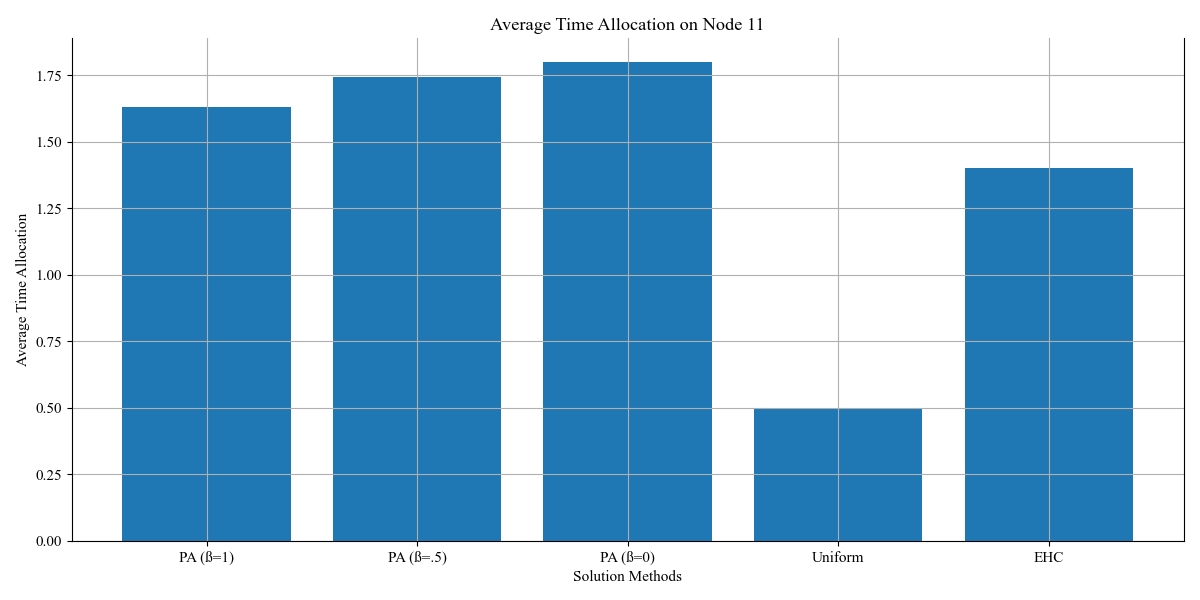 Average Time Allocation on Node 11
Average Time Allocation
1.75
1.50
1.25
1.00
0.75
0.50
0.25
0.00
PA (ß=1)
PA (ß=.5)
PA (ß=0)
Uniform
EHC
Solution Methods